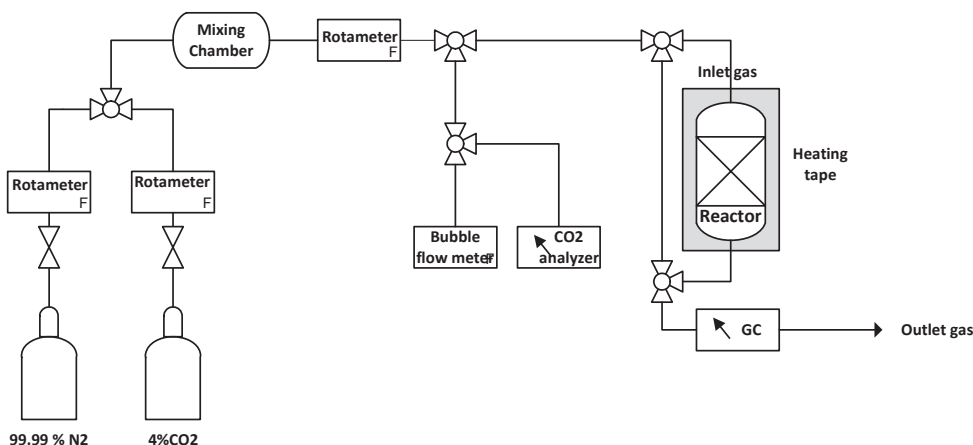 Mixing
Chamber
Rotameter
F
Inlet gas
Rotameter
F
Rotameter
F
Heating
tape
Reactor
Bubble
flow meter
F
CO2
analyzer
GC
Outlet gas
99.99 % N2
4%CO2